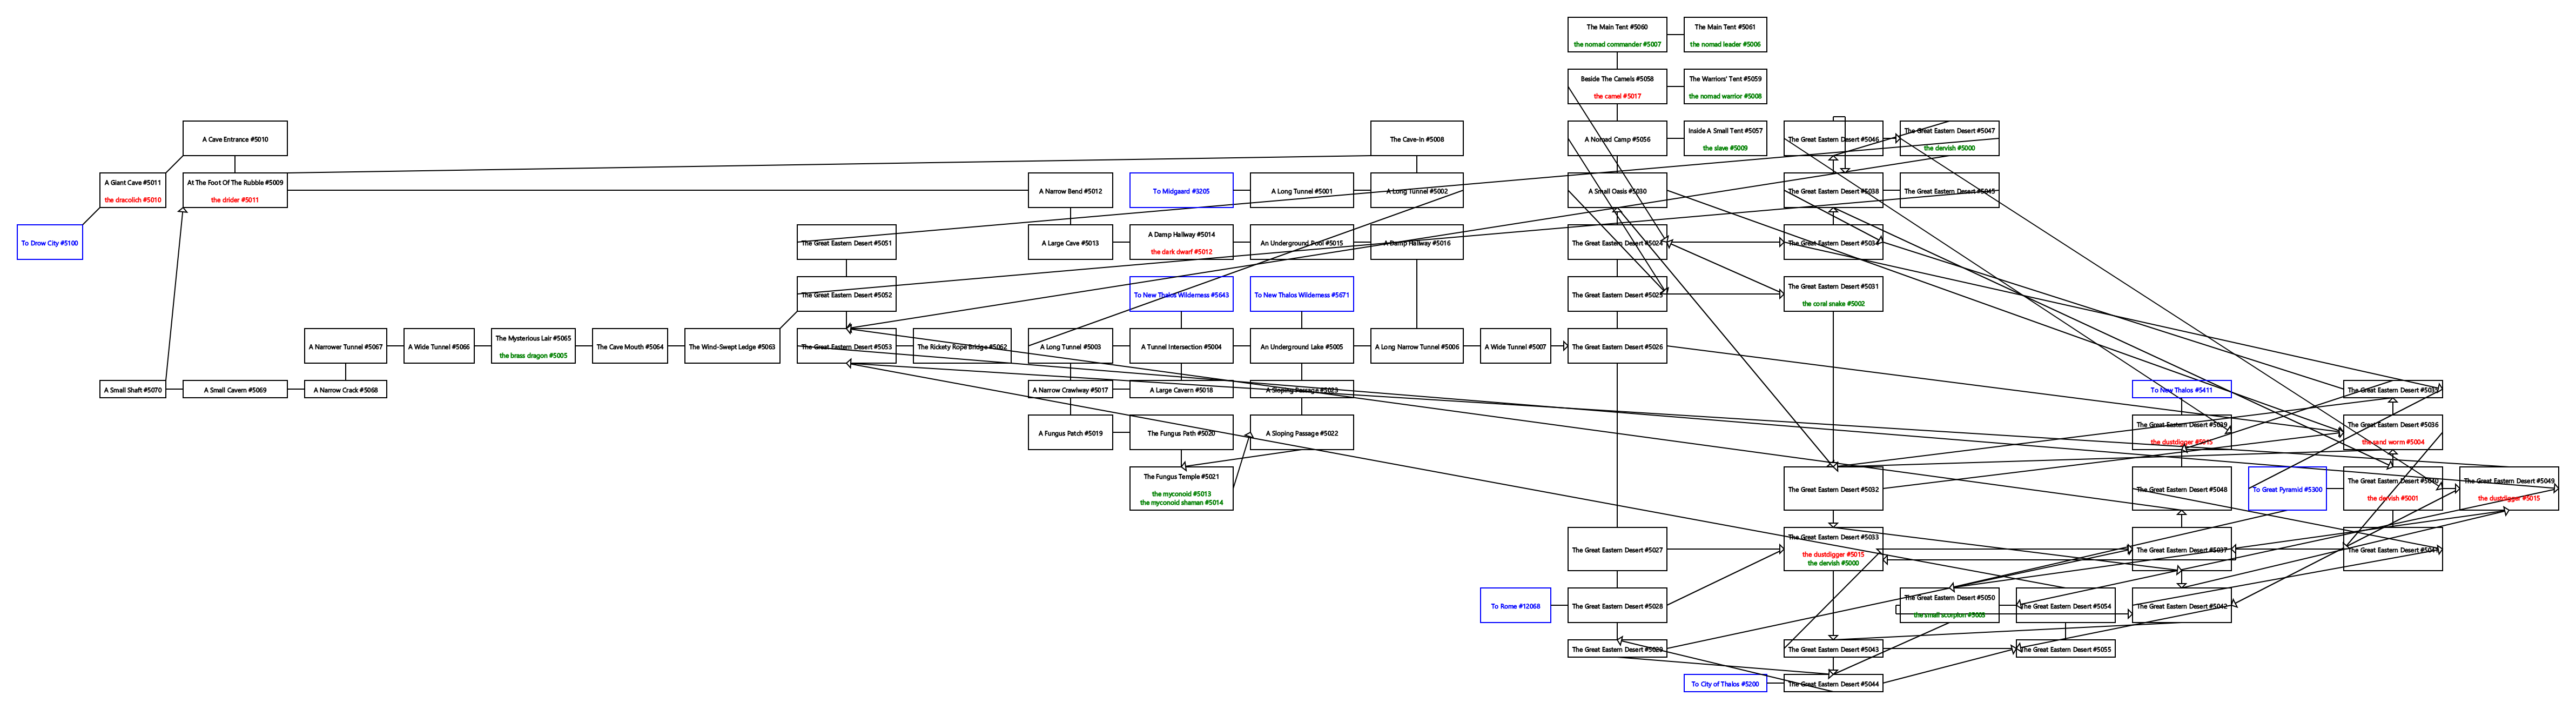 The Main Tent #5060
the nomad commander #5007
The Main Tent #5061
the nomad leader #5006
Beside The Camels #5058
the camel #5017
The Warriors' Tent #5059
the nomad warrior #5008
A Cave Entrance #5010
The Cave-In #5008
A Nomad Camp #5056
Inside A Small Tent #5057
the slave #5009
The Great Eastern Desert #5046
The Great Eastern Desert #5047
the dervish #5000
A Giant Cave #5011
the dracolich #5010
At The Foot Of The Rubble #5009
the drider #5011
A Narrow Bend #5012
To Midgaard #3205
A Long Tunnel #5001
A Long Tunnel #5002
A Small Oasis #5030
The Great Eastern Desert #5038
The Great Eastern Desert #5045
To Drow City #5100
The Great Eastern Desert #5051
A Large Cave #5013
A Damp Hallway #5014
the dark dwarf #5012
An Underground Pool #5015
A Damp Hallway #5016
The Great Eastern Desert #5024
The Great Eastern Desert #5034
The Great Eastern Desert #5052
To New Thalos Wilderness #5643
To New Thalos Wilderness #5671
The Great Eastern Desert #5025
The Great Eastern Desert #5031
the coral snake #5002
A Narrower Tunnel #5067
A Wide Tunnel #5066
The Mysterious Lair #5065
the brass dragon #5005
The Cave Mouth #5064
The Wind-Swept Ledge #5063
The Great Eastern Desert #5053
The Rickety Rope Bridge #5062
A Long Tunnel #5003
A Tunnel Intersection #5004
An Underground Lake #5005
A Long Narrow Tunnel #5006
A Wide Tunnel #5007
The Great Eastern Desert #5026
A Small Shaft #5070
A Small Cavern #5069
A Narrow Crack #5068
A Narrow Crawlway #5017
A Large Cavern #5018
A Sloping Passage #5023
To New Thalos #5411
The Great Eastern Desert #5035
A Fungus Patch #5019
The Fungus Path #5020
A Sloping Passage #5022
The Great Eastern Desert #5039
the dustdigger #5015
The Great Eastern Desert #5036
the sand worm #5004
The Fungus Temple #5021
the myconoid #5013
the myconoid shaman #5014
The Great Eastern Desert #5032
The Great Eastern Desert #5048
To Great Pyramid #5300
The Great Eastern Desert #5040
the dervish #5001
The Great Eastern Desert #5049
the dustdigger #5015
The Great Eastern Desert #5027
The Great Eastern Desert #5033
the dustdigger #5015
the dervish #5000
The Great Eastern Desert #5037
The Great Eastern Desert #5041
To Rome #12068
The Great Eastern Desert #5028
The Great Eastern Desert #5050
the small scorpion #5003
The Great Eastern Desert #5054
The Great Eastern Desert #5042
The Great Eastern Desert #5029
The Great Eastern Desert #5043
The Great Eastern Desert #5055
To City of Thalos #5200
The Great Eastern Desert #5044